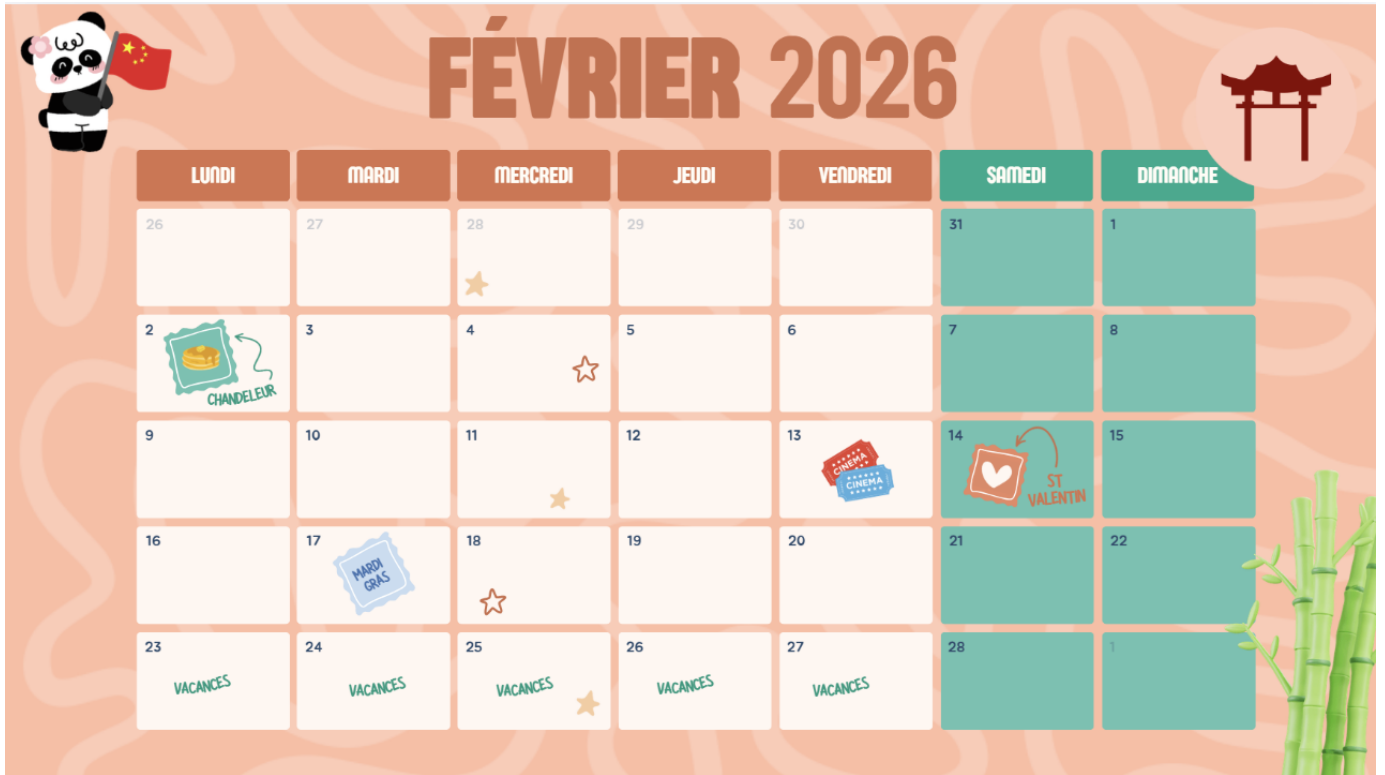 FÉVRIER 2026
LUNDI MARDI MERCREDI JEUDI VENDREDI SAMEDI DIMANCHE
26 27 28 29 30 31 1
2 3 4 5 6 7 8
CHANDELEUR
9 10 11 12 13 14 15
CINEMA
CINEMA
ST
VALENTIN
16 17 18 19 20 21 22
MARDI
GRAS
23 24 25 26 27 28 1
VACANCES VACANCES VACANCES VACANCES VACANCES